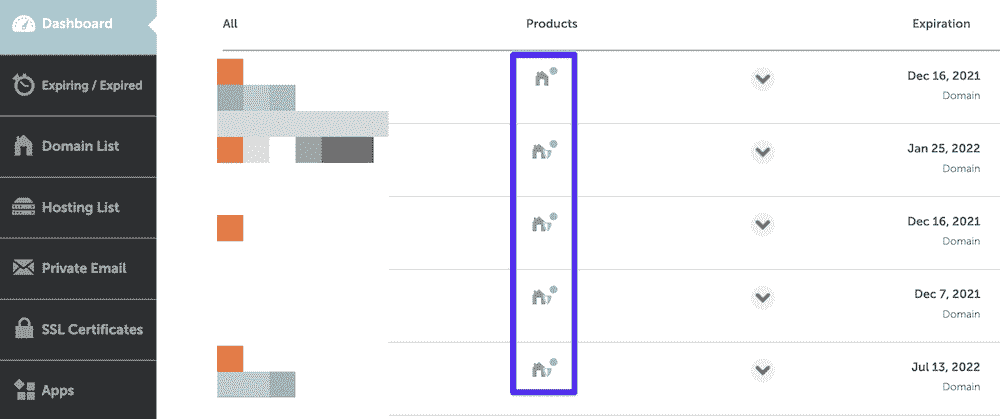 Dashboard
Expiring / Expired
Domain List
Hosting List
Private Email
SSL Certificates
Apps
All Products Expiration
Dec 16, 2021
Domain
Jan 25, 2022
Domain
Dec 16, 2021
Domain
Dec 7, 2021
Domain
Jul 13, 2022
Domain